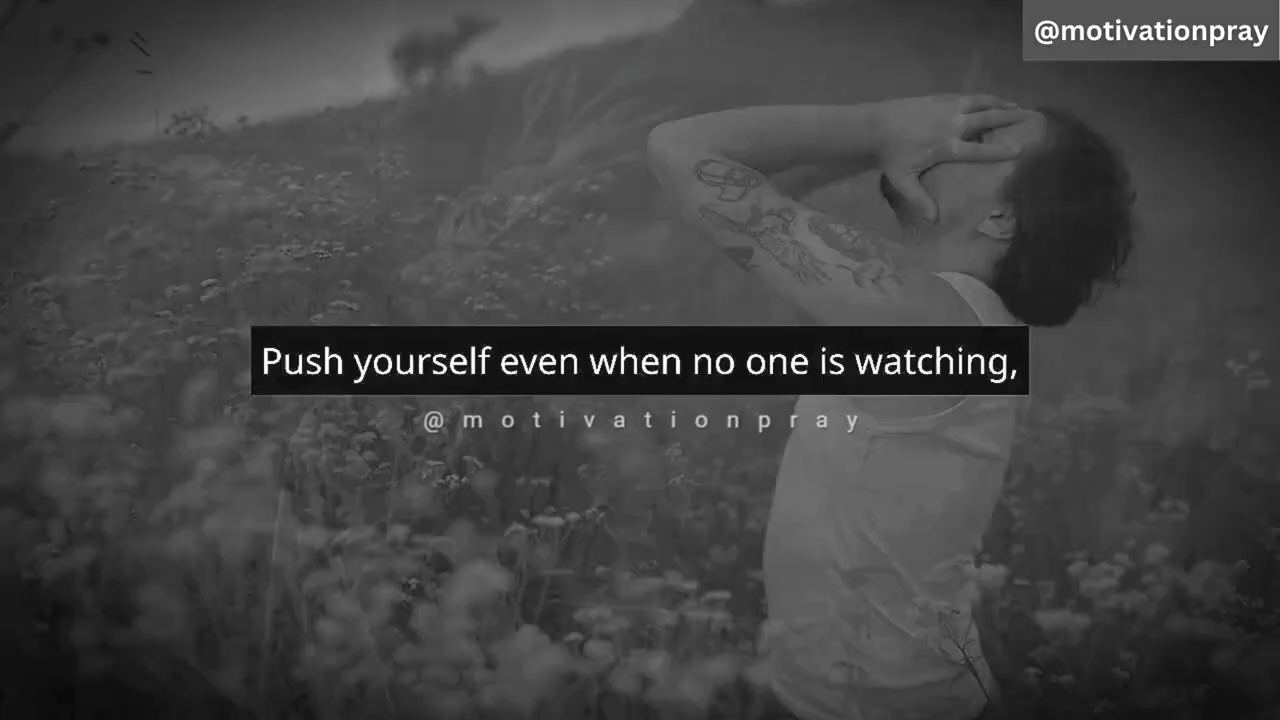 @motivationpray
Push yourself even when no one is watching,
@motivationpray